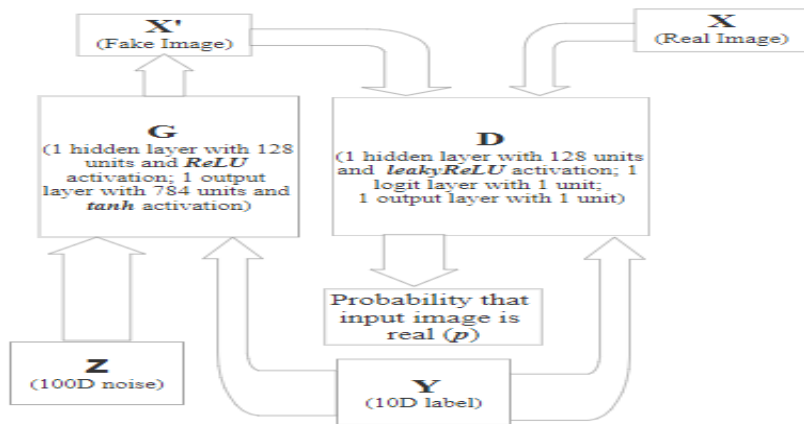 X'
(Fake Image)
X
(Real Image)
G
(1 hidden layer with 128
units and ReLU
activation; 1 output
layer with 784 units and
tanh activation)
D
(1 hidden layer with 128 units
and leakyReLU activation; 1
logit layer with 1 unit;
1 output layer with 1 unit)
Probability that
input image is
real (p)
Z
(100D noise)
Y
(10D label)